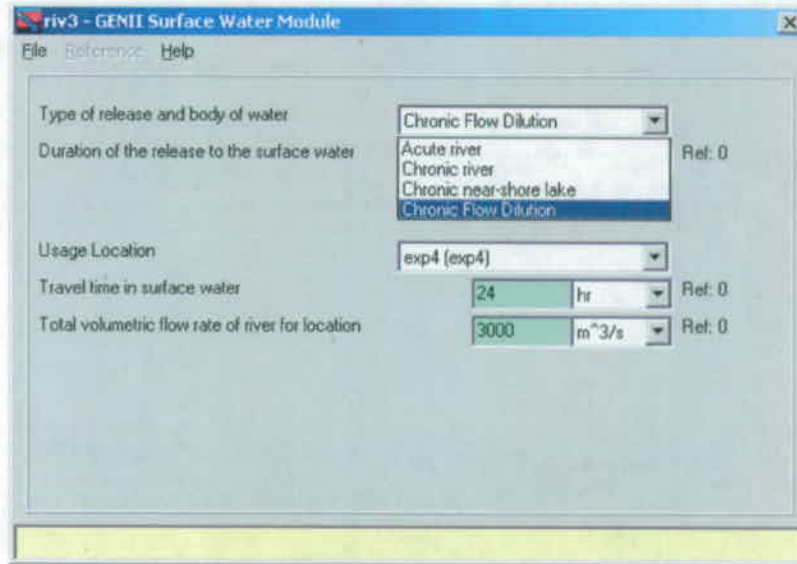 riv3 - GENII Surface Water Module
File Reference Help
Type of release and body of water Chronic Flow Dilution
Duration of the release to the surface water Acute river Ref: 0
Chronic river
Chronic near-shore lake
Chronic Flow Dilution
Usage Location exp4 (exp4)
Travel time in surface water 24 hr Ref: 0
Total volumetric flow rate of river for location 3000 m^3/s Ref: 0